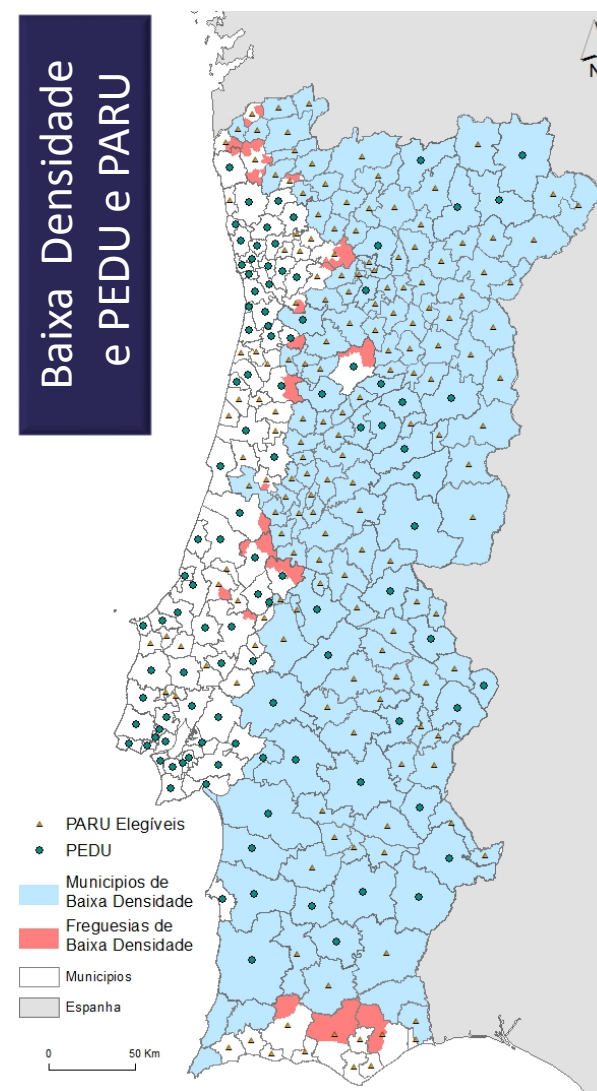 Baixa Densidade
e PEDU e PARU
N
PARU Elegíveis
PEDU
Municipios de
Baixa Densidade
Freguesias de
Baixa Densidade
Municipios
Espanha
0 50 Km